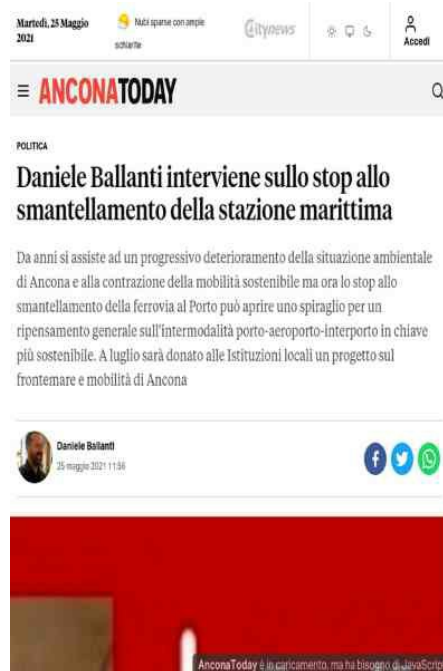 Martedì, 25 Maggio
2021
Nubi sparse con ample
schiarite
Citynews
Accedi
ANCONATODAY
POLITICA
Daniele Ballanti interviene sullo stop allo
smantellamento della stazione marittima
Da anni si assiste ad un progressivo deterioramento della situazione ambientale
di Ancona e alla contrazione della mobilità sostenibile ma ora lo stop allo
smantellamento della ferrovia al Porto può aprire uno spiraglio per un
ripensamento generale sull'intermodalità porto-aeroporto-interporto in chiave
più sostenibile. A luglio sarà donato alle Istituzioni locali un progetto sul
frontemare e mobilità di Ancona
Daniele Ballanti
25 maggio 2021 11:56
AnconaToday è in caricamento, ma ha bisogno di JavaScrip